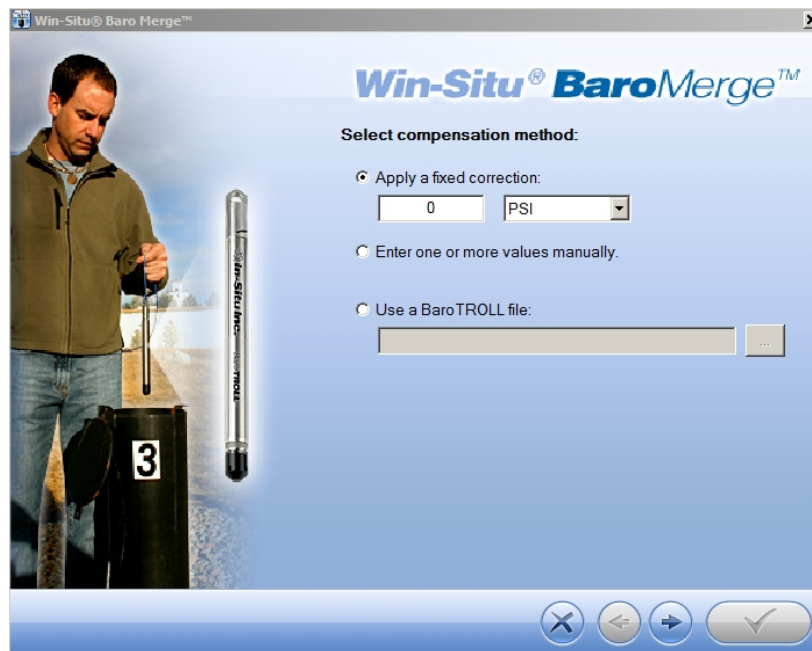 Win-Situ® Baro Merge™
Win-Situ® BaroMerge™
Select compensation method:
Apply a fixed correction:
0 PSI
Enter one or more values manually.
Use a BaroTROLL file:
...
In-Situ Inc. BaroTROLL
3